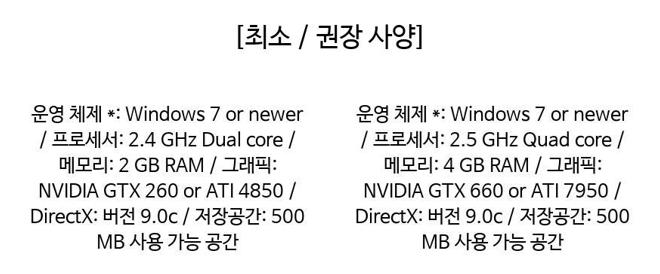 [최소 / 권장 사양]
운영 체제 *: Windows 7 or newer
/ 프로세서: 2.4 GHz Dual core /
메모리: 2 GB RAM / 그래픽:
NVIDIA GTX 260 or ATI 4850 /
DirectX: 버전 9.0c / 저장공간: 500
MB 사용 가능 공간
운영 체제 *: Windows 7 or newer
/ 프로세서: 2.5 GHz Quad core /
메모리: 4 GB RAM / 그래픽:
NVIDIA GTX 660 or ATI 7950 /
DirectX: 버전 9.0c / 저장공간: 500
MB 사용 가능 공간